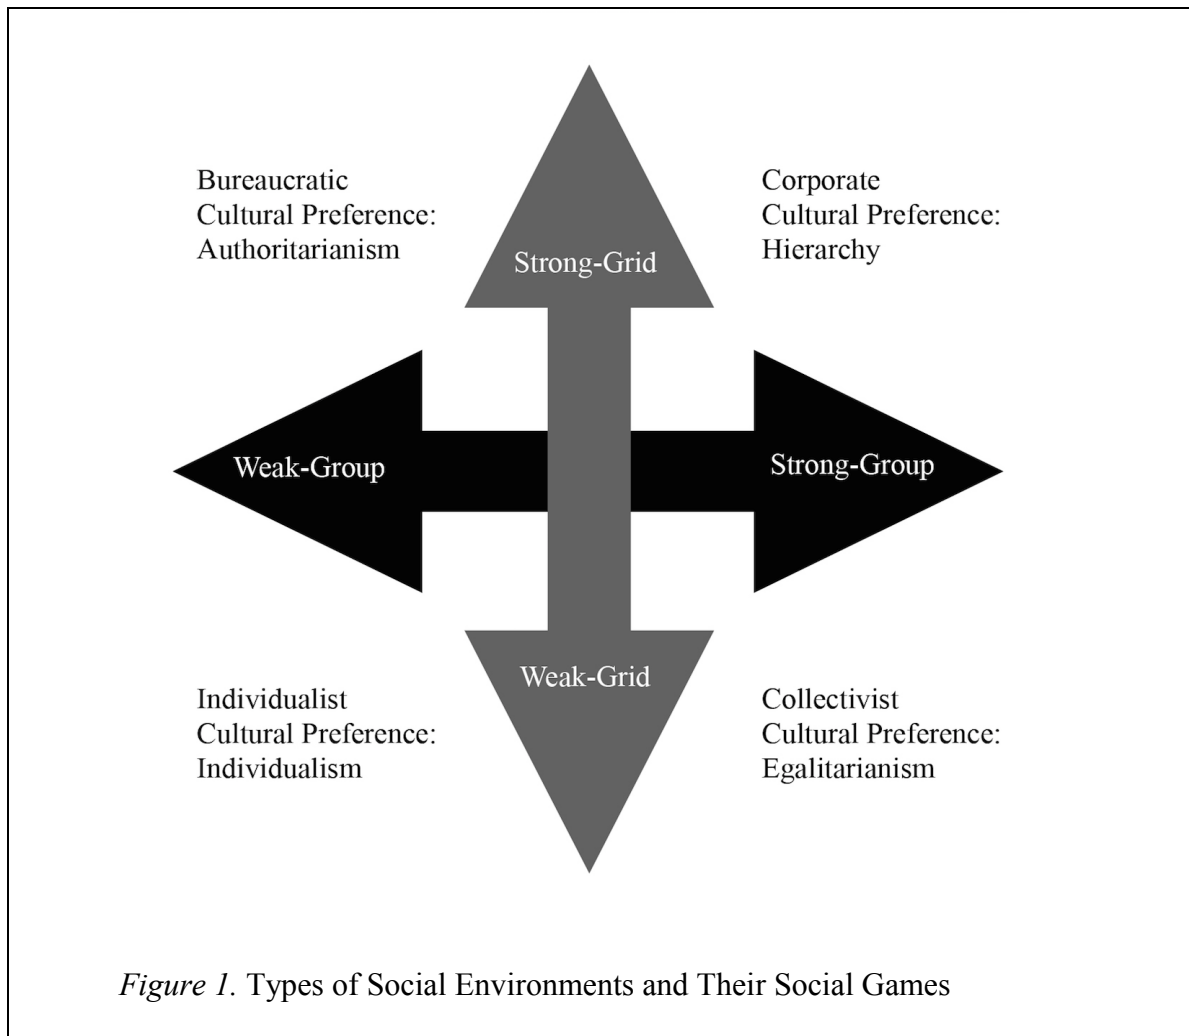 Bureaucratic
Cultural Preference:
Authoritarianism
Corporate
Cultural Preference:
Hierarchy
Strong-Grid
Weak-Group
Strong-Group
Weak-Grid
Individualist
Cultural Preference:
Individualism
Collectivist
Cultural Preference:
Egalitarianism
Figure 1. Types of Social Environments and Their Social Games